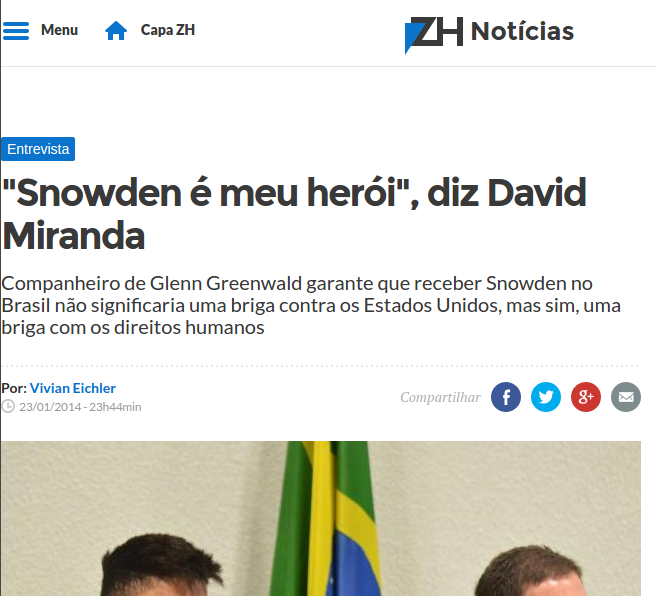 Menu
Capa ZH
ZH Notícias
Entrevista
"Snowden é meu herói", diz David
Miranda
Companheiro de Glenn Greenwald garante que receber Snowden no
Brasil não significaria uma briga contra os Estados Unidos, mas sim, uma
briga com os direitos humanos
Por: Vivian Eichler
23/01/2014 - 23h44min
Compartilhar
f
g+